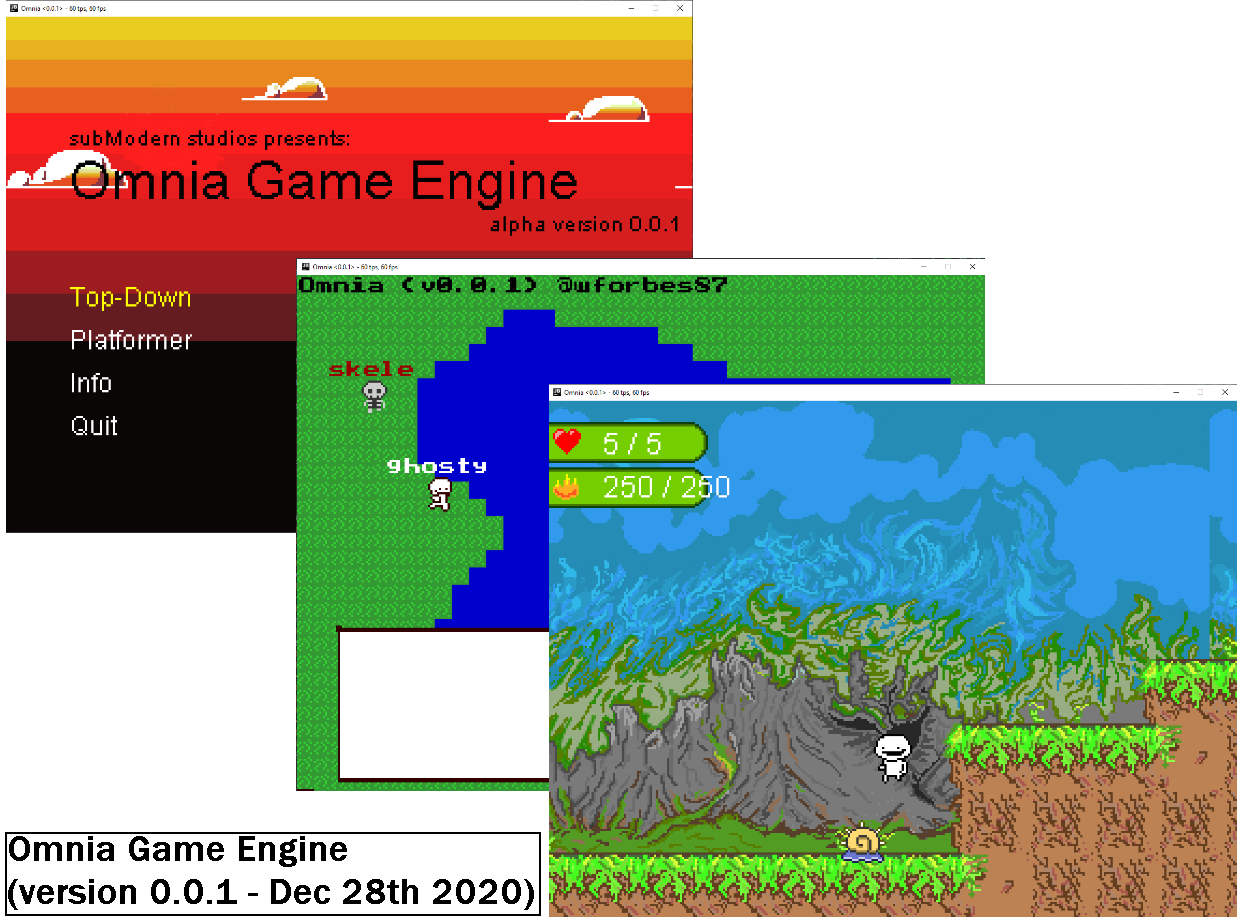 Omnia <0.0.1> - 60 tps, 60 fps
subModern studios presents:
Omnia Game Engine
alpha version 0.0.1
Top-Down
Platformer
Info
Quit
Omnia <0.0.1> - 60 tps, 60 fps
Omnia (v0.0.1) @wforbes87
skele
ghosty
Omnia <0.0.1> - 60 tps, 60 fps
5 / 5
250 / 250
Omnia Game Engine
(version 0.0.1 - Dec 28th 2020)